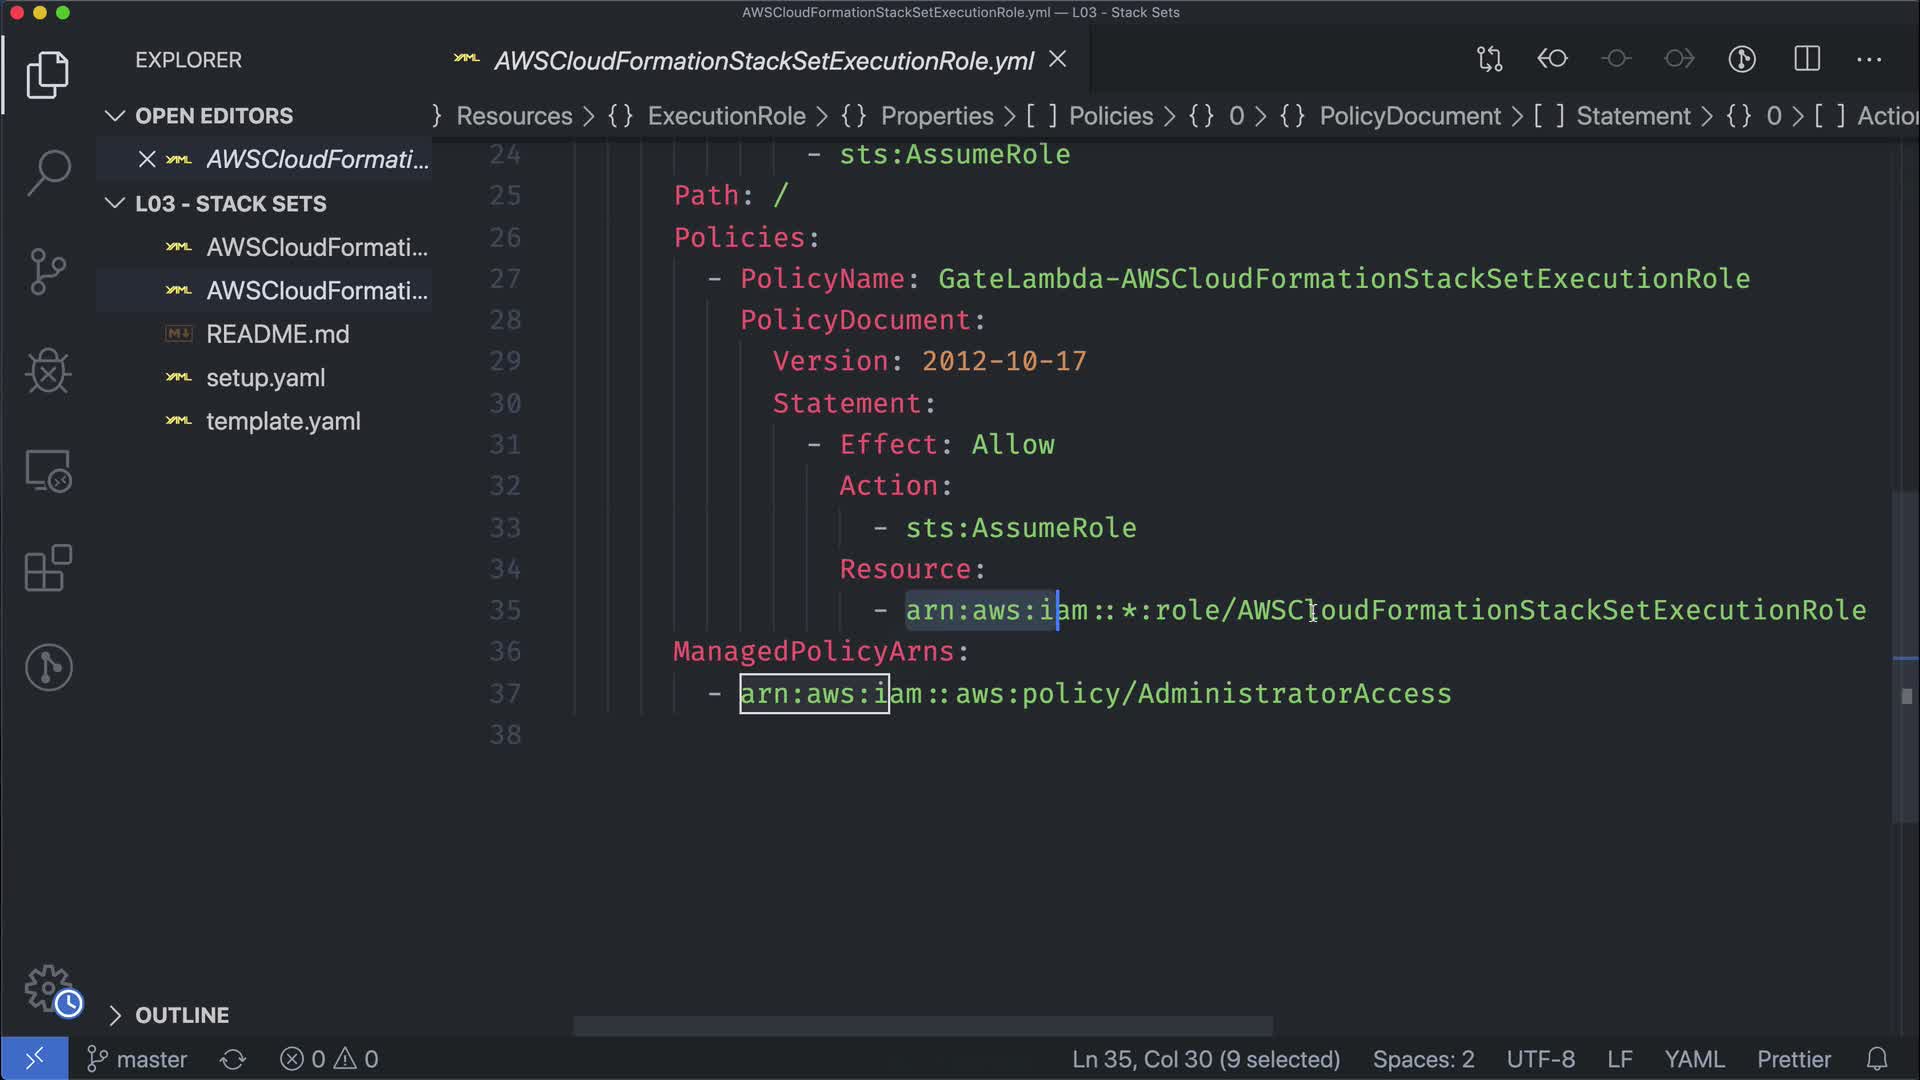 AWSCloudFormationStackSetExecutionRole.yml — L03 - Stack Sets
EXPLORER
OPEN EDITORS
AWSCloudFormati...
L03 - STACK SETS
AWSCloudFormati...
AWSCloudFormati...
README.md
setup.yaml
template.yaml
OUTLINE
AWSCloudFormationStackSetExecutionRole.yml
} Resources > {} ExecutionRole > {} Properties > [ ] Policies > {} 0 > {} PolicyDocument > [ ] Statement > {} 0 > [ ] Action
24 - sts:AssumeRole
25 Path: /
26 Policies:
27 - PolicyName: GateLambda-AWSCloudFormationStackSetExecutionRole
28 PolicyDocument:
29 Version: 2012-10-17
30 Statement:
31 - Effect: Allow
32 Action:
33 - sts:AssumeRole
34 Resource:
35 - arn:aws:iam::*:role/AWSCloudFormationStackSetExecutionRole
36 ManagedPolicyArns:
37 - arn:aws:iam::aws:policy/AdministratorAccess
38
master 0 0 Ln 35, Col 30 (9 selected) Spaces: 2 UTF-8 LF YAML Prettier